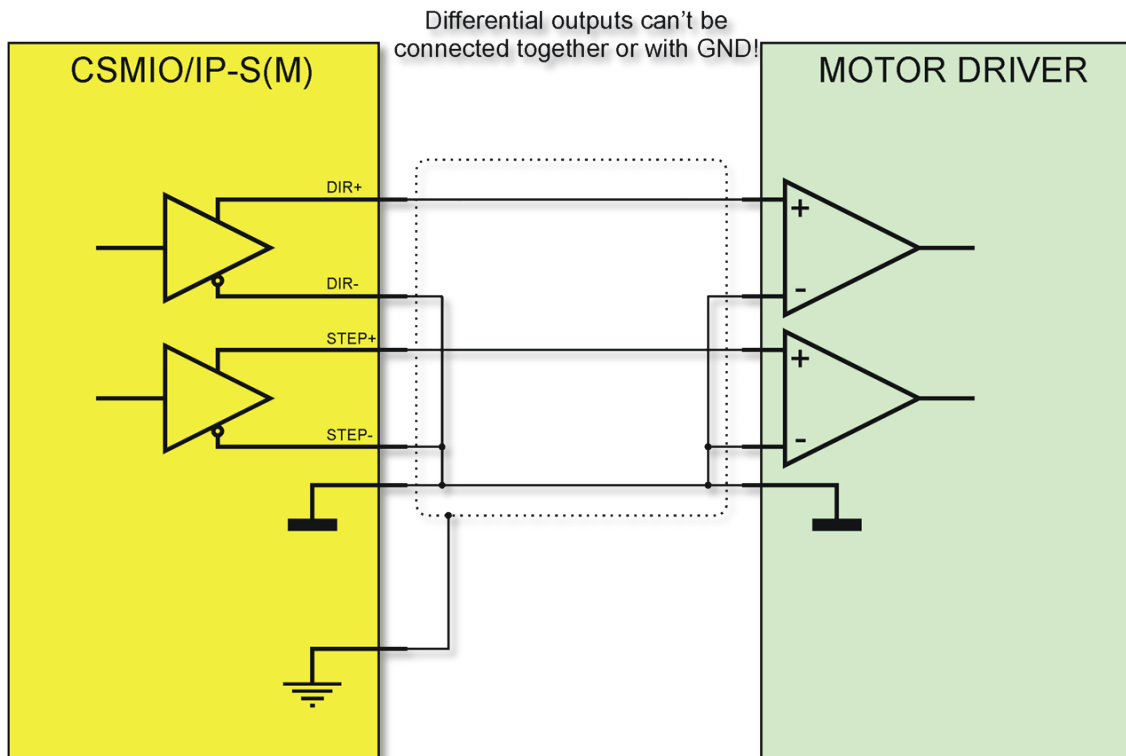 Differential outputs can't be
connected together or with GND!
CSMIO/IP-S(M)
MOTOR DRIVER
DIR+
+
DIR-
-
STEP+
+
STEP-
-